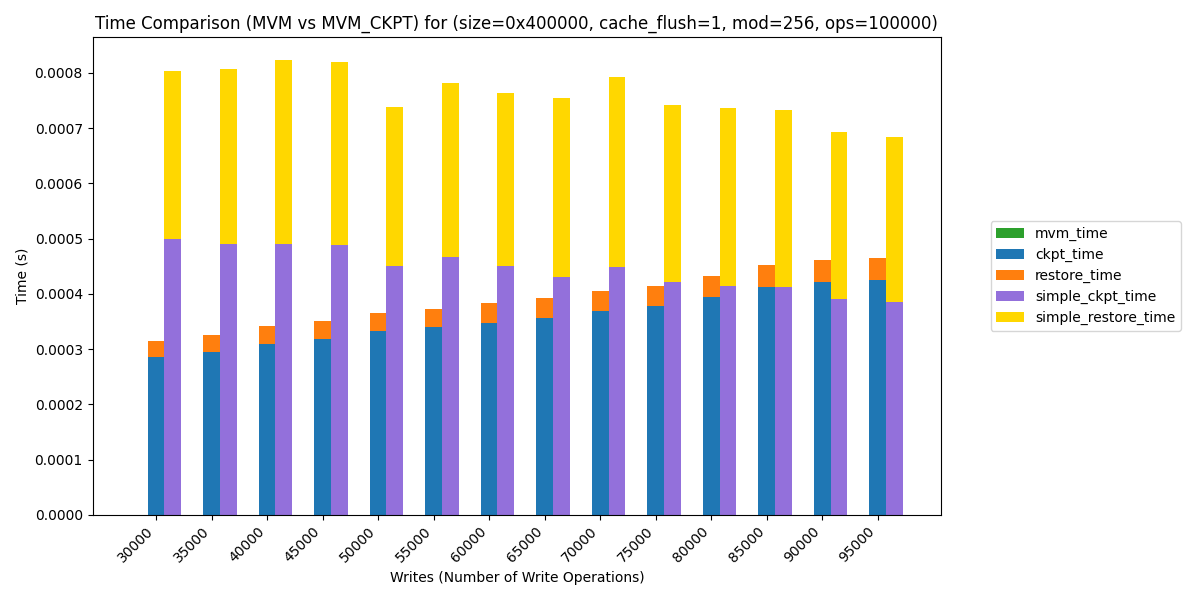 Time Comparison (MVM vs MVM_CKPT) for (size=0x400000, cache_flush=1, mod=256, ops=100000)
Time (s)
0.0008
0.0007
0.0006
0.0005
0.0004
0.0003
0.0002
0.0001
0.0000
30000
35000
40000
45000
50000
55000
60000
65000
70000
75000
80000
85000
90000
95000
Writes (Number of Write Operations)
mvm_time
ckpt_time
restore_time
simple_ckpt_time
simple_restore_time